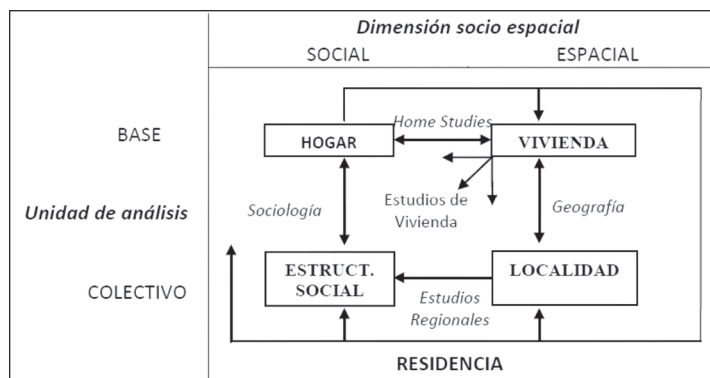 Dimensión socio espacial
SOCIAL ESPACIAL
Home Studies
BASE HOGAR VIVIENDA
Estudios de
Vivienda
Unidad de análisis Sociología Geografía
ESTRUCT.
SOCIAL
LOCALIDAD
COLECTIVO
Estudios
Regionales
RESIDENCIA